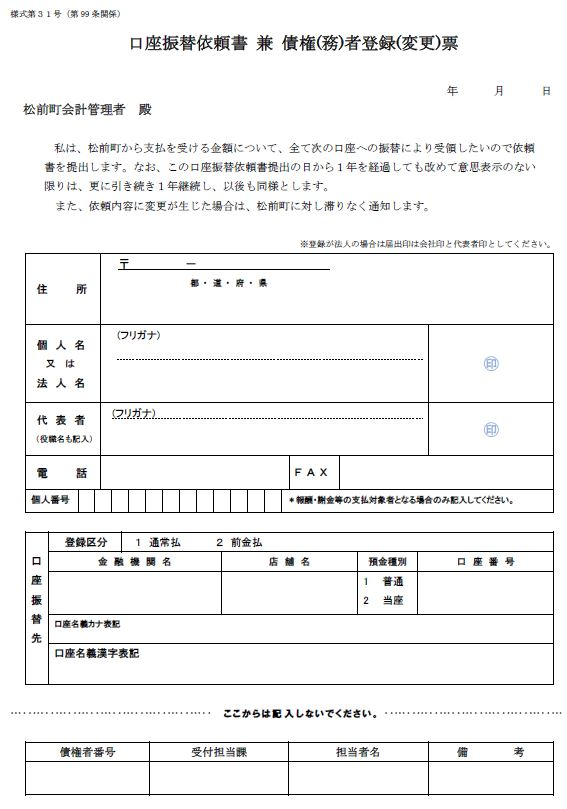 様式第３１号（第99条関係）
口座振替依頼書 兼 債権(務)者登録(変更)票
年　　　月　　　日
松前町会計管理者　殿
私は、松前町から支払を受ける金額について、全て次の口座への振替により受領したいので依頼
書を提出します。なお、この口座振替依頼書提出の日から１年を経過しても改めて意思表示のない
限りは、更に引き続き１年継続し、以後も同様とします。
また、依頼内容に変更が生じた場合は、松前町に対し滞りなく通知します。
※登録が法人の場合は届出印は会社印と代表者印としてください。
住　所
〒　　　－
都・道・府・県
個 人 名
又 は
法 人 名
(フリガナ)
㊞
代 表 者
（役職名も記入）
(フリガナ)
㊞
電　話
ＦＡＸ
個人番号
＊報酬・謝金等の支払対象者となる場合のみ記入してください。
口座振替先
登録区分
１ 通常払　　２ 前金払
金 融 機 関 名
店 舗 名
預金種別
口 座 番 号
１　普通
２　当座
口座名義カナ表記
口座名義漢字表記
ここからは記入しないでください。
債権者番号
受付担当課
担当者名
備　　考